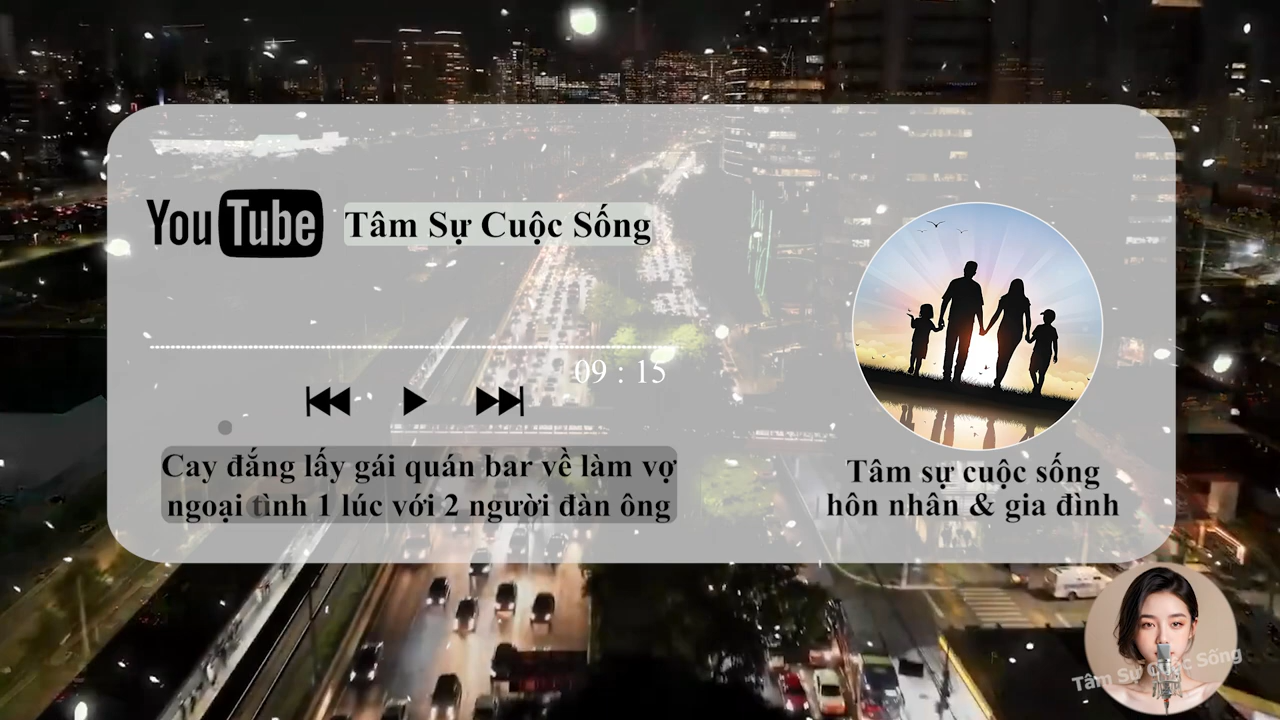 YouTube
Tâm Sự Cuộc Sống
09 : 15
Cay đắng lấy gái quán bar về làm vợ
ngoại tình 1 lúc với 2 người đàn ông
Tâm sự cuộc sống
hôn nhân & gia đình
Tâm Sự Cuộc Sống